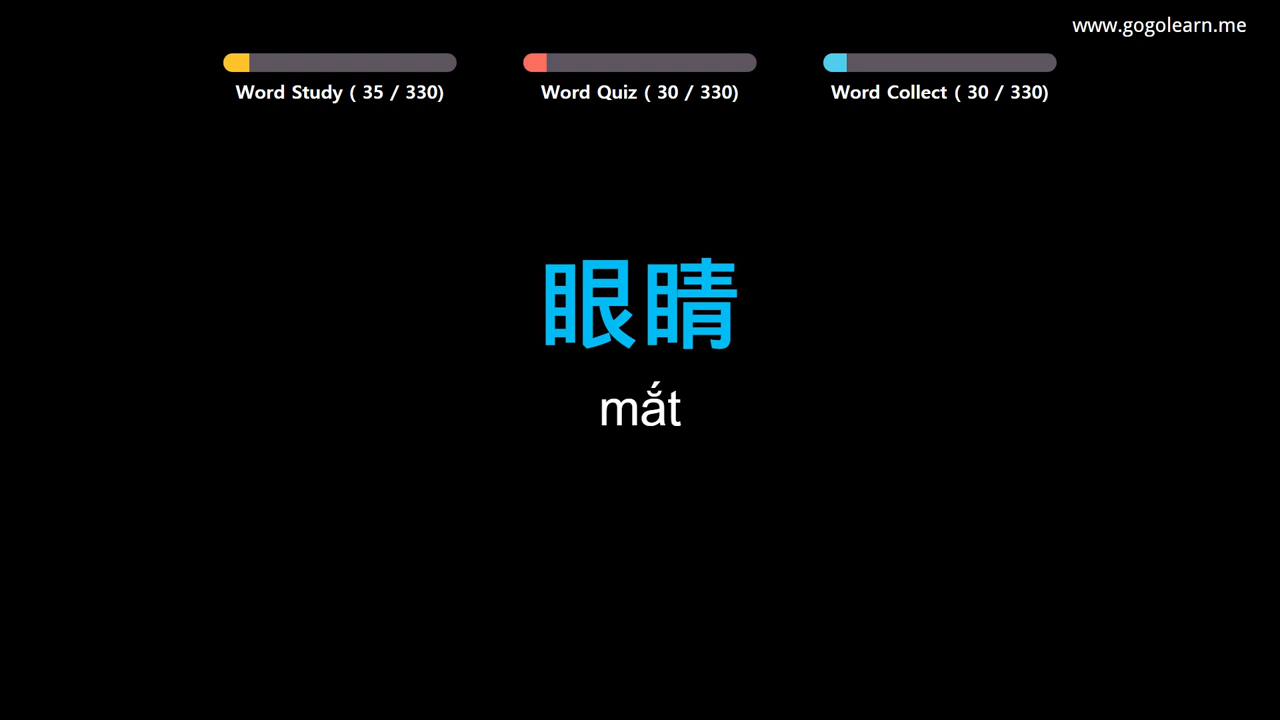 www.gogolearn.me
Word Study ( 35 / 330)
Word Quiz ( 30 / 330)
Word Collect ( 30 / 330)
眼睛
mắt